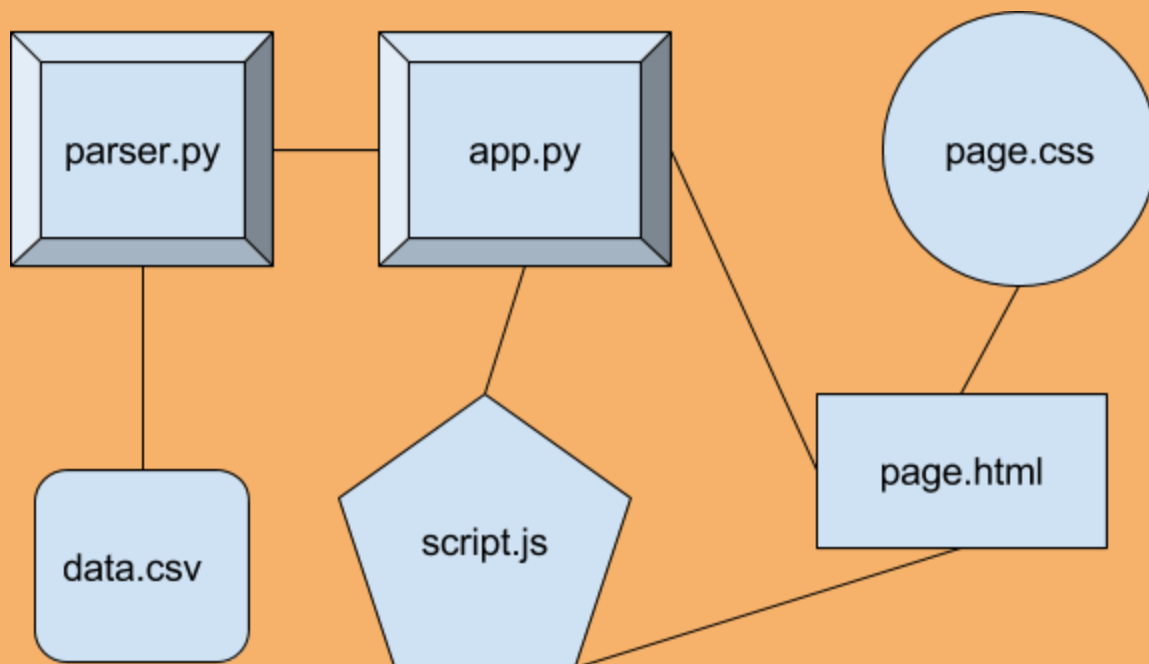 parser.py
app.py
page.css
page.html
script.js
data.csv